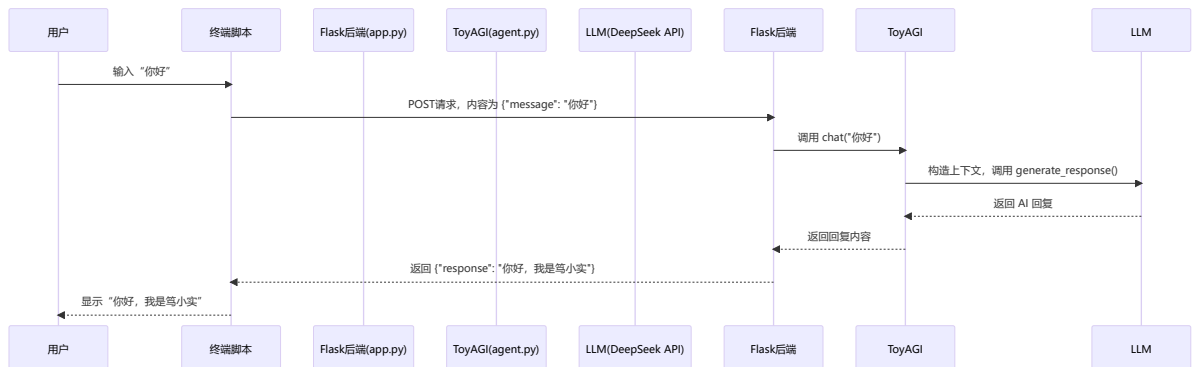 用户
终端脚本
Flask后端(app.py)
ToyAGI(agent.py)
LLM(DeepSeek API)
Flask后端
ToyAGI
LLM
输入“你好”
POST请求，内容为 {"message": "你好"}
调用 chat("你好")
构造上下文，调用 generate_response()
返回 AI 回复
返回回复内容
返回 {"response": "你好，我是笃小实"}
显示“你好，我是笃小实”
用户
终端脚本
Flask后端(app.py)
ToyAGI(agent.py)
LLM(DeepSeek API)
Flask后端
ToyAGI
LLM